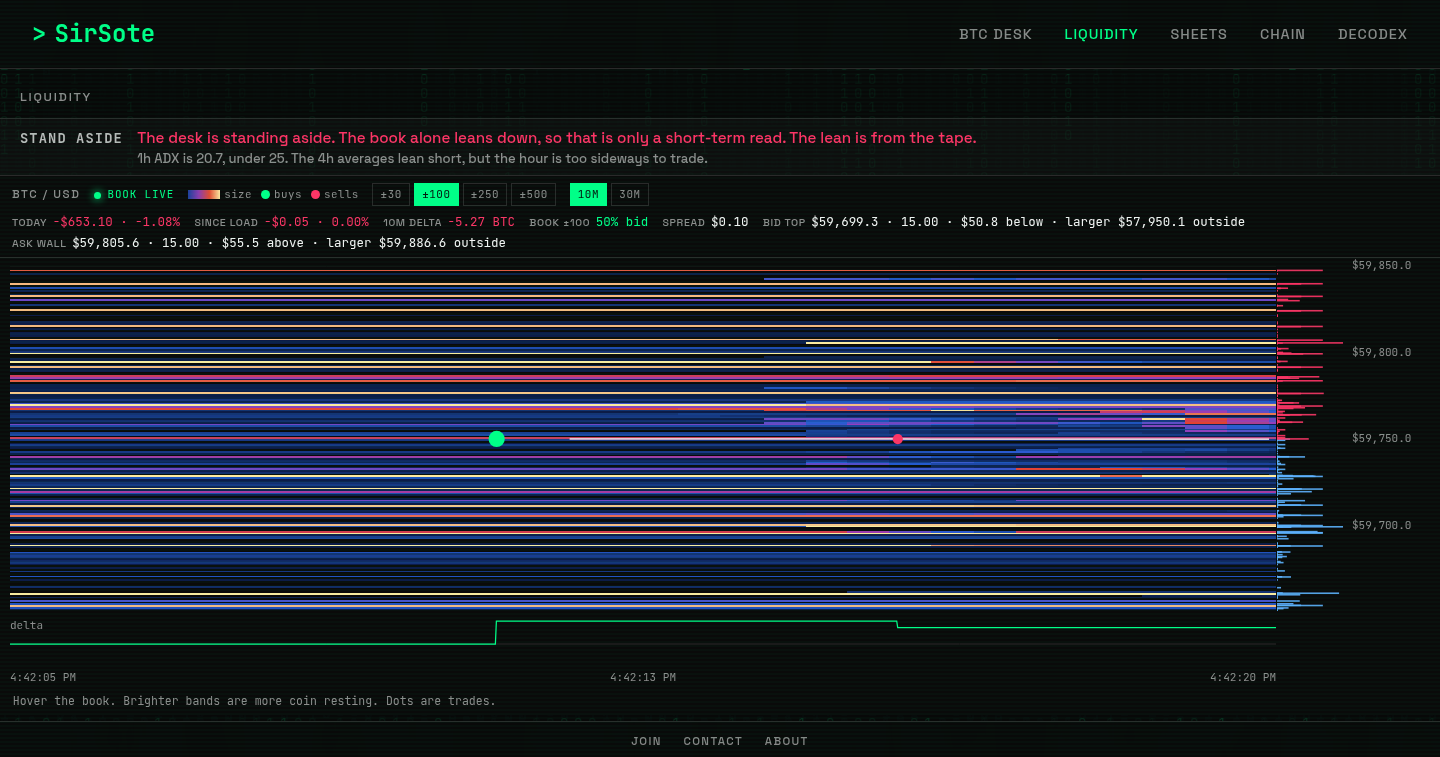 > SirSote
BTC DESK LIQUIDITY SHEETS CHAIN DECODEX
LIQUIDITY
STAND ASIDE The desk is standing aside. The book alone leans down, so that is only a short-term read. The lean is from the tape.
1h ADX is 20.7, under 25. The 4h averages lean short, but the hour is too sideways to trade.
BTC / USD BOOK LIVE size buys sells ±30 ±100 ±250 ±500 10M 30M
TODAY -$653.10 · -1.08% SINCE LOAD -$0.05 · 0.00% 10M DELTA -5.27 BTC BOOK ±100 50% bid SPREAD $0.10 BID TOP $59,699.3 · 15.00 · $50.8 below · larger $57,950.1 outside
ASK WALL $59,805.6 · 15.00 · $55.5 above · larger $59,886.6 outside
$59,850.0
$59,800.0
$59,750.0
$59,700.0
delta
4:42:05 PM 4:42:13 PM 4:42:20 PM
Hover the book. Brighter bands are more coin resting. Dots are trades.
JOIN CONTACT ABOUT